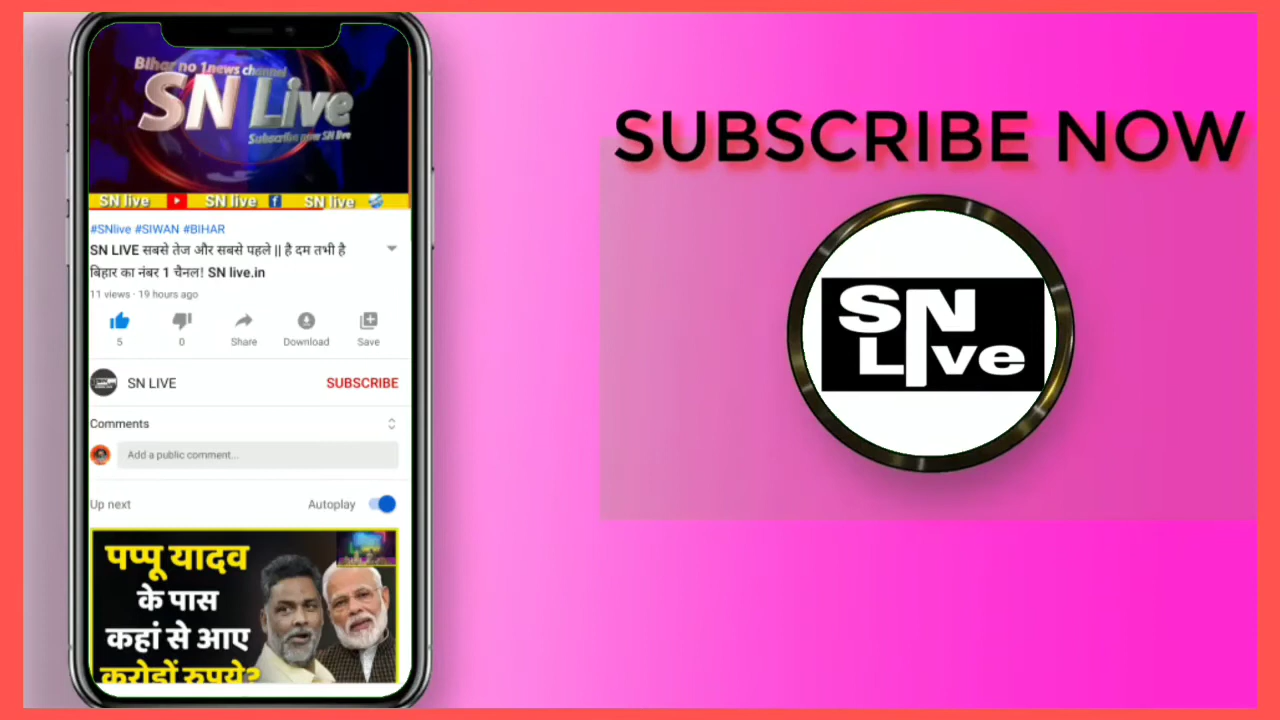 Bihar no 1news channel
SN Live
Subscribe now SN live
SN live SN live SN live
#SNlive #SIWAN #BIHAR
SN LIVE सबसे तेज और सबसे पहले || है दम तभी है
बिहार का नंबर 1 चैनल! SN live.in
11 views · 19 hours ago
5 0 Share Download Save
SN LIVE SUBSCRIBE
Comments
Add a public comment...
Up next Autoplay
पप्पू यादव
के पास
कहां से आए
करोड़ों रुपये?
SUBSCRIBE NOW
SN
Live